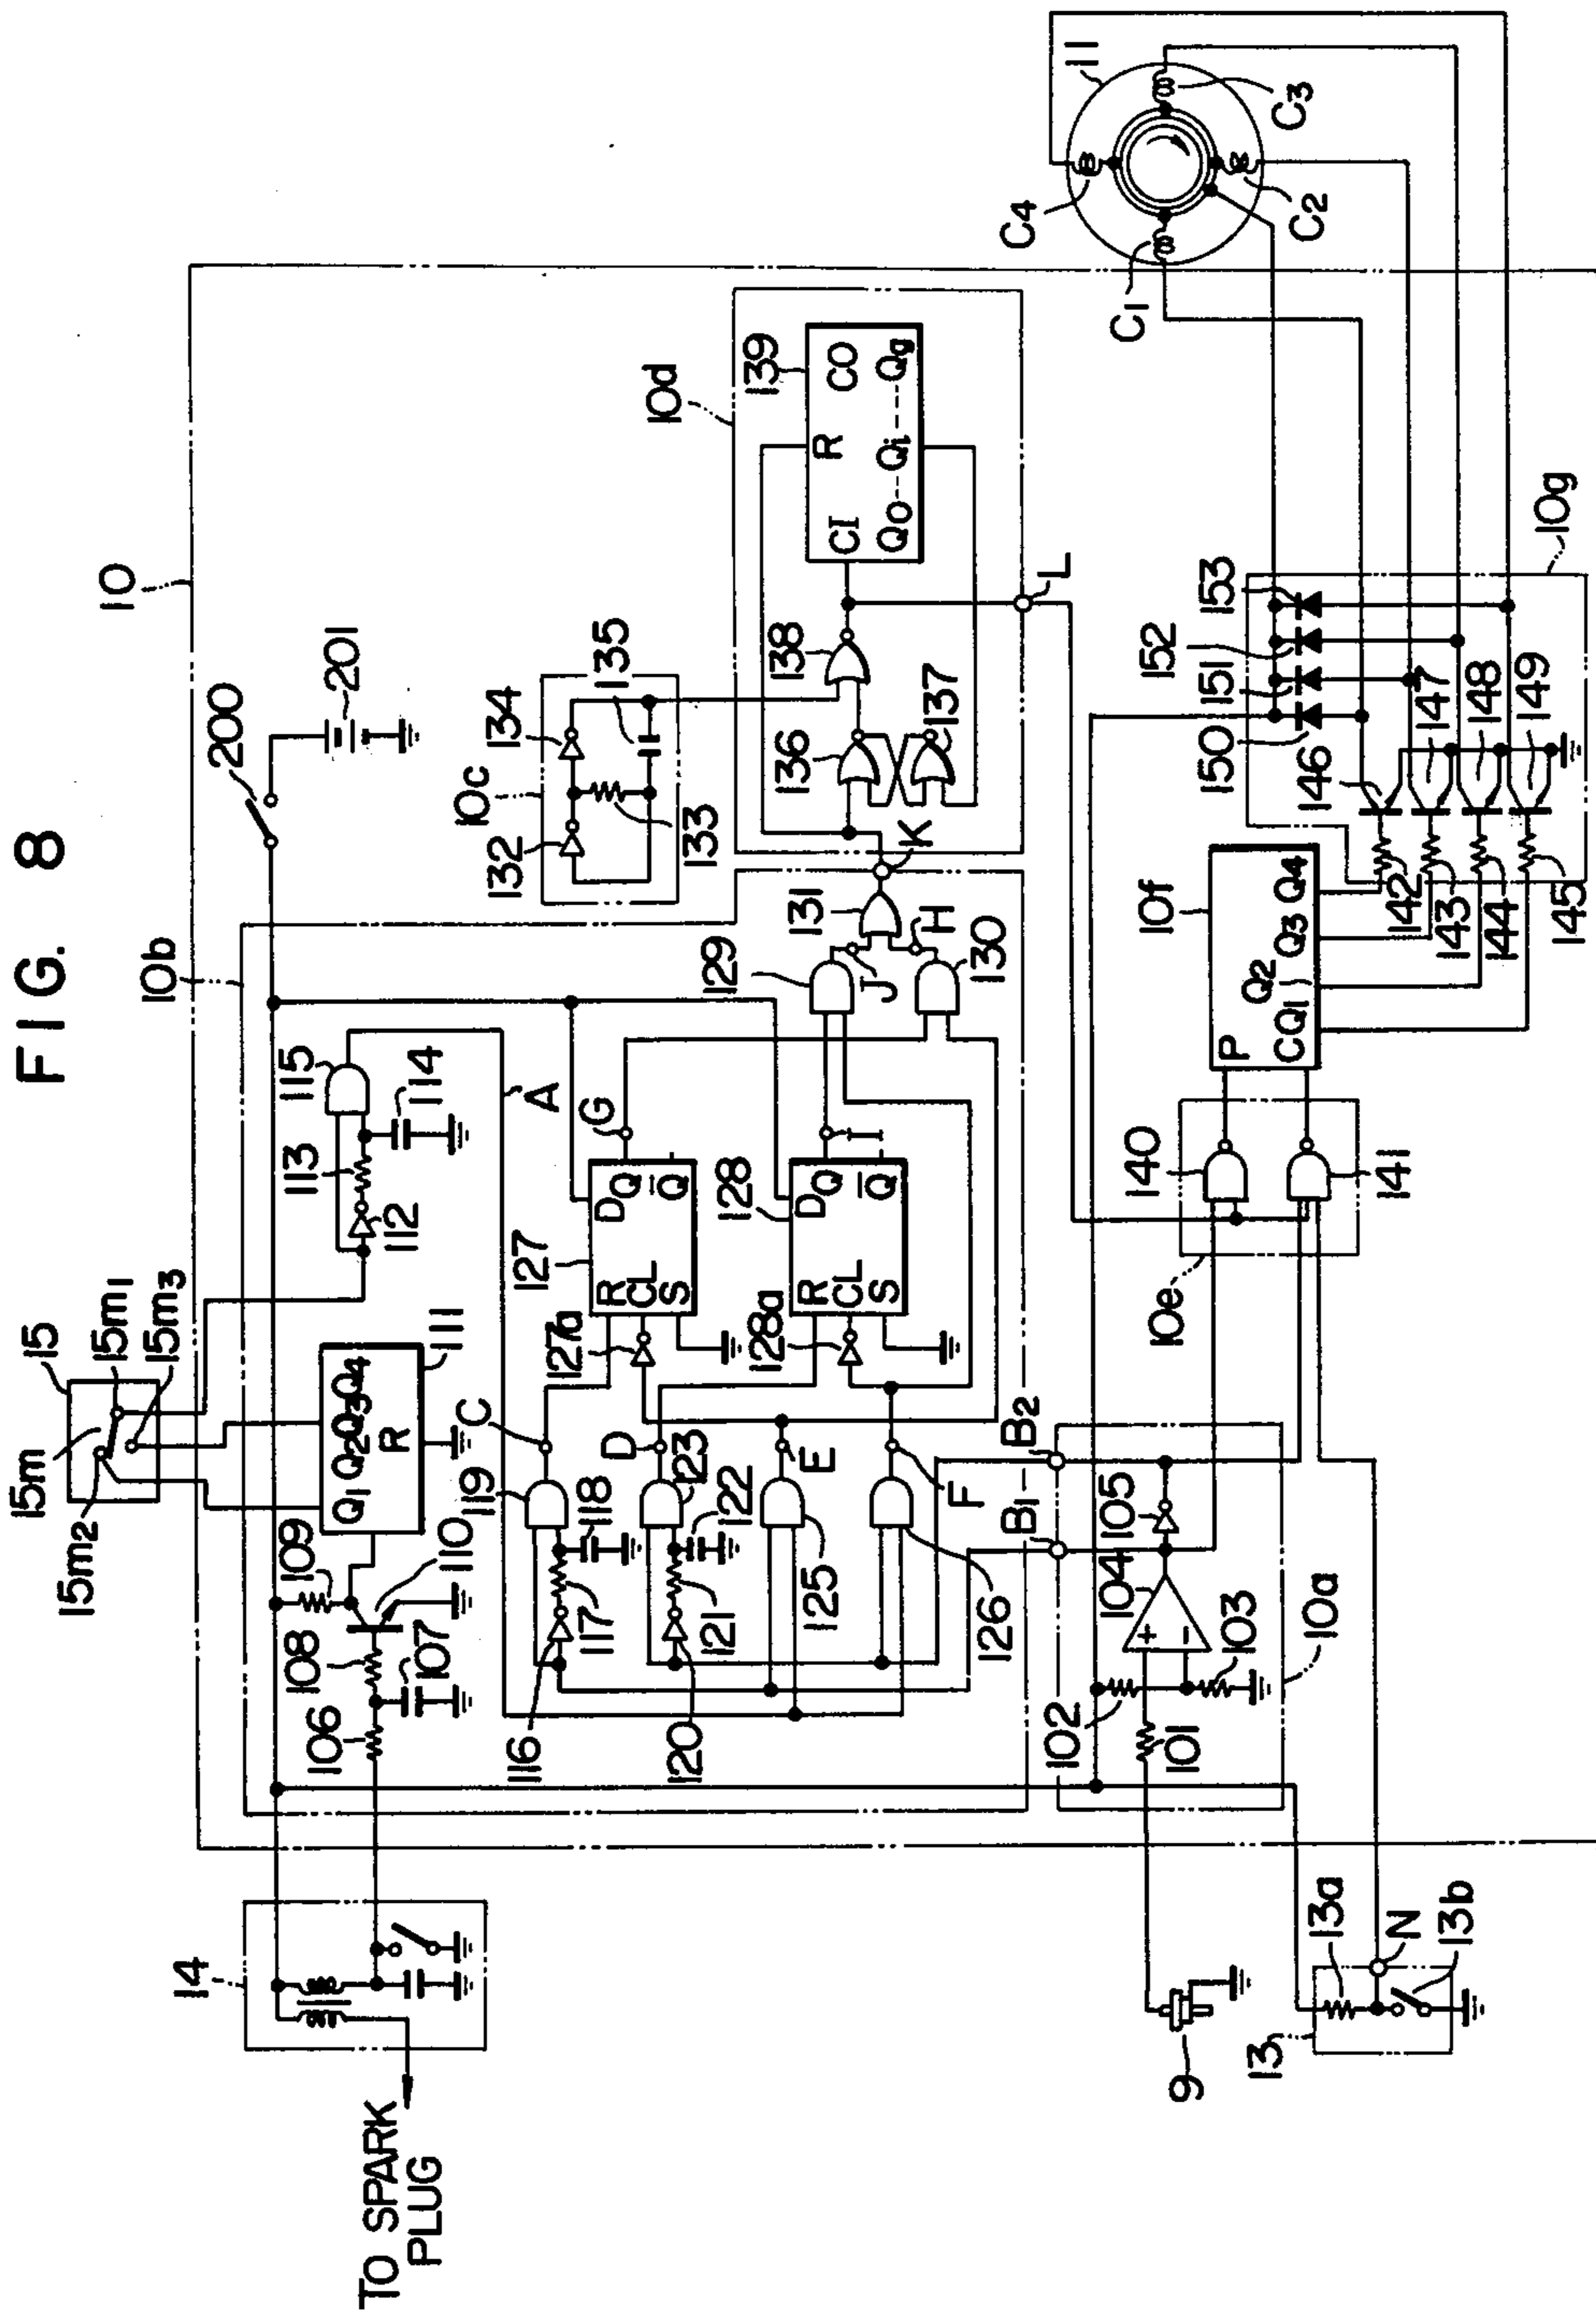 FIG. 8
10
200
201
10b
15
15m
15m1
15m2
15m3
14
TO SPARK
PLUG
106
107
108
109
110
111
Q1 Q2 Q3 Q4
R
112
113
114
115
A
10c
132
133
134
135
10d
136
137
138
139
CI R CO
Q0 Qi Qg
L
K
116
117
118
119
C
120
121
122
123
D
125
E
126
F
127
127a
R
CL
S
D
Q
Q̅
G
128
128a
R
CL
S
D
Q
Q̅
I
129
J
130
H
131
B1
B2
10a
101
102
103
104
105
9
13
13a
13b
N
10e
140
141
10f
P
C Q1 Q2 Q3 Q4
10g
142
143
144
145
146
147
148
149
150
151
152
153
11
C1
C2
C3
C4